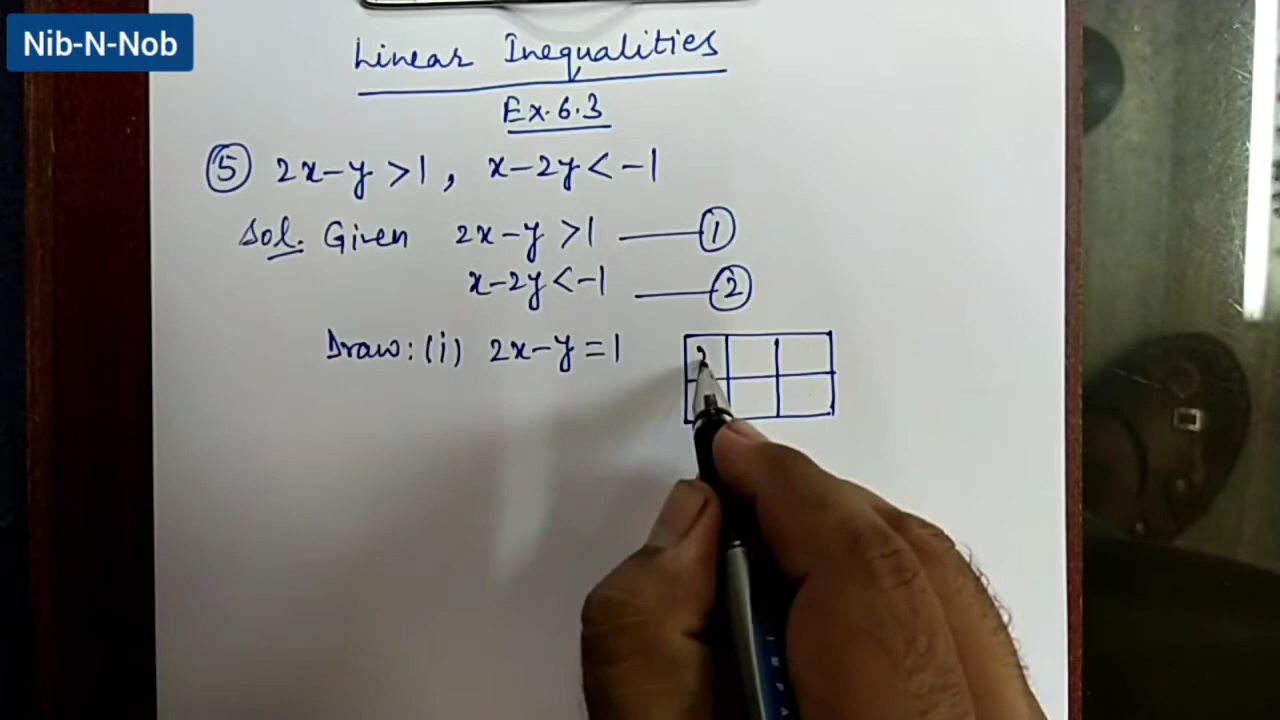 Nib-N-Nob
Linear Inequalities
Ex. 6.3
⑤ 2x-y >1, x-2y < -1
Sol. Given 2x-y >1 —— ①
x-2y < -1 —— ②
Draw: (i) 2x-y = 1